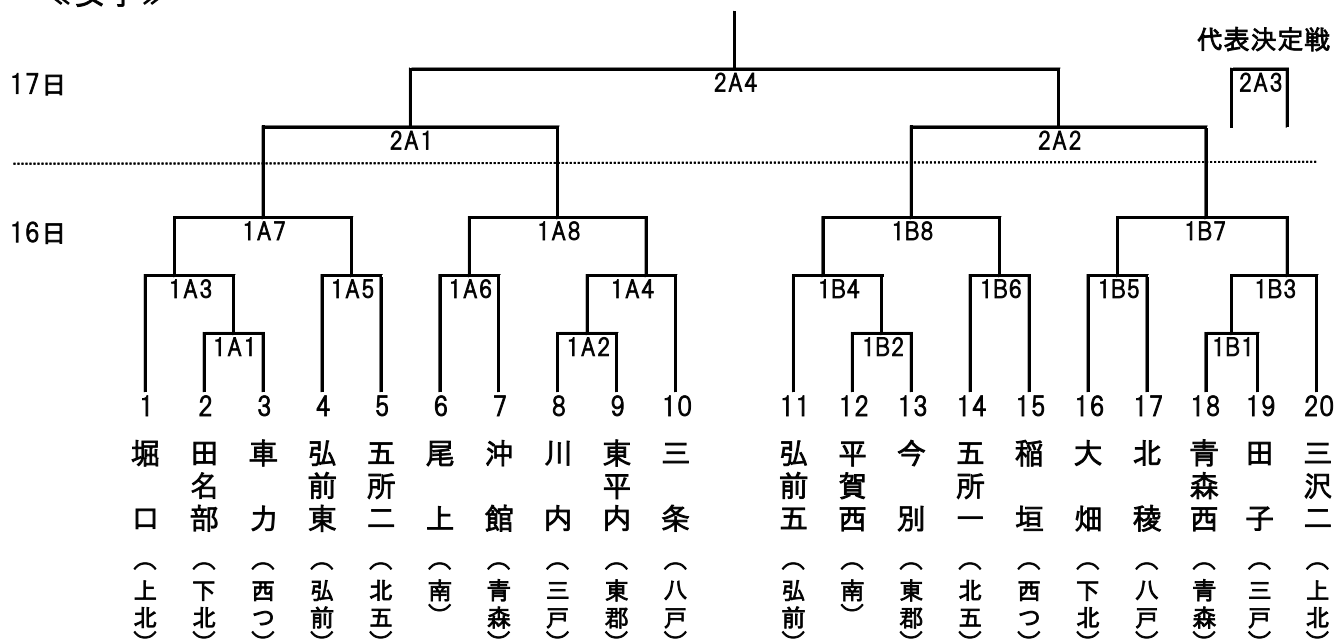 代表決定戦
17日
2A4
2A3
2A1
2A2
16日
1A7
1A8
1B8
1B7
1A3
1A5
1A6
1A4
1B4
1B6
1B5
1B3
1A1
1A2
1B2
1B1
1 2 3 4 5 6 7 8 9 10 11 12 13 14 15 16 17 18 19 20
堀口(上北)
田名部(下北)
車力(西つ)
弘前東(弘前)
五所二(北五)
尾上(南)
沖館(青森)
川内(三戸)
東平内(東郡)
三条(八戸)
弘前五(弘前)
平賀西(南)
今別(東郡)
五所一(北五)
稲垣(西つ)
大畑(下北)
北稜(八戸)
青森西(青森)
田子(三戸)
三沢二(上北)